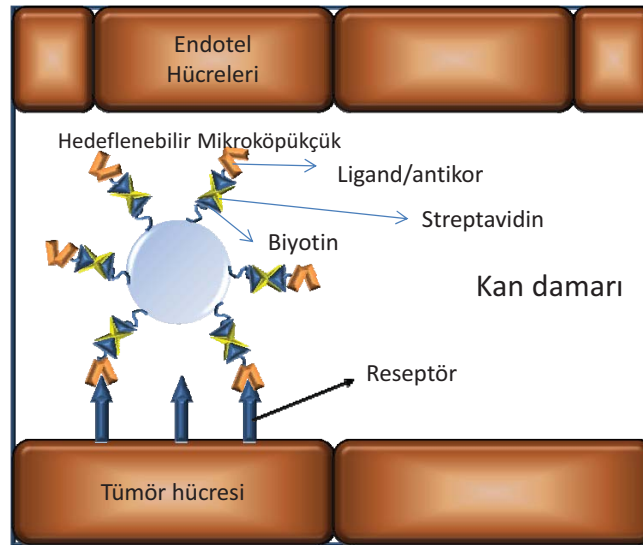 Endotel
Hücreleri
Hedeflenebilir Mikroköpükçük
Ligand/antikor
Streptavidin
Biyotin
Kan damarı
Reseptör
Tümör hücresi